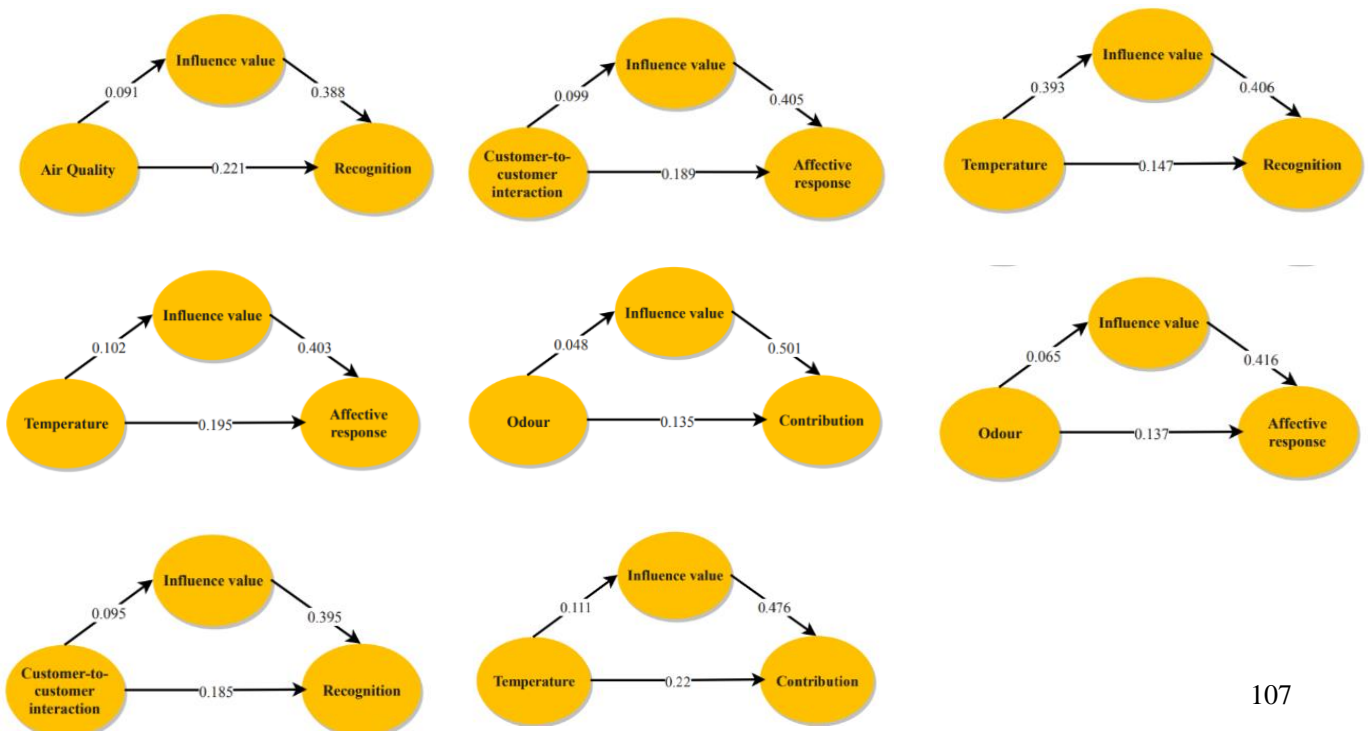 Influence value
0.091
0.388
Air Quality
0.221
Recognition
Influence value
0.099
0.405
Customer-to-
customer
interaction
0.189
Affective
response
Influence value
0.393
0.406
Temperature
0.147
Recognition
Influence value
0.102
0.403
Temperature
0.195
Affective
response
Influence value
0.048
0.501
Odour
0.135
Contribution
Influence value
0.065
0.416
Odour
0.137
Affective
response
Influence value
0.095
0.395
Customer-to-
customer
interaction
0.185
Recognition
Influence value
0.111
0.476
Temperature
0.22
Contribution
107